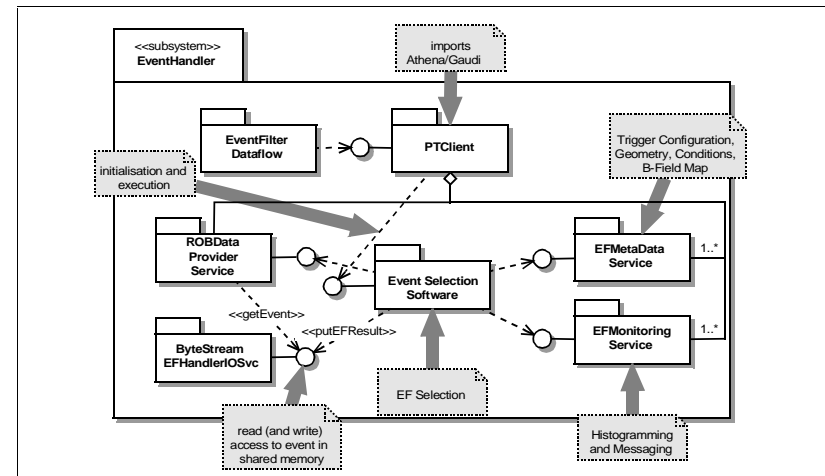 imports
Athena/Gaudi
<<subsystem>>
EventHandler
EventFilter
Dataflow
PTClient
Trigger Configuration,
Geometry, Conditions,
B-Field Map
initialisation and
execution
ROBData
Provider
Service
Event Selection
Software
EFMetaData
Service
1..*
<<getEvent>>
<<putEFResult>>
ByteStream
EFHandlerIOSvc
EFMonitoring
Service
1..*
EF Selection
read (and write)
access to event in
shared memory
Histogramming
and Messaging